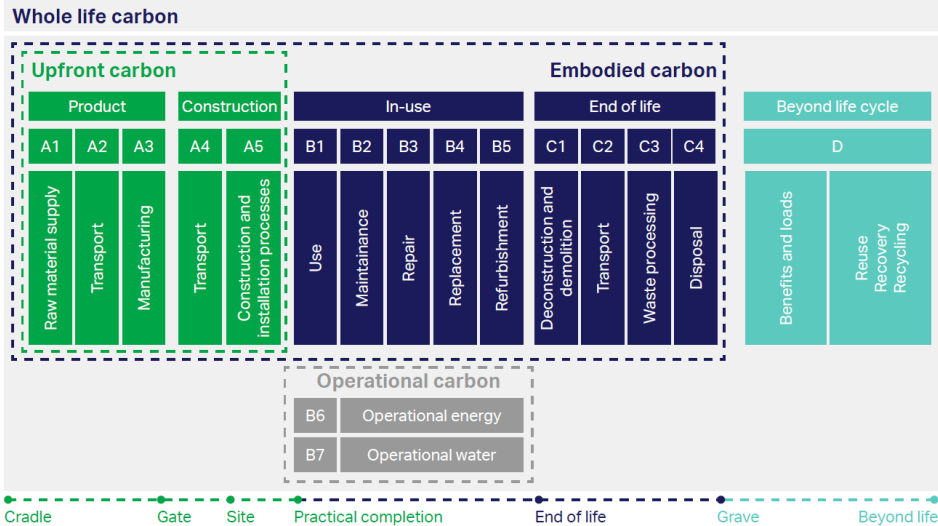 Whole life carbon
Upfront carbon
Embodied carbon
Product
Construction
In-use
End of life
Beyond life cycle
A1
A2
A3
A4
A5
B1
B2
B3
B4
B5
C1
C2
C3
C4
D
Raw material supply
Transport
Manufacturing
Transport
Construction and
installation processes
Use
Maintainance
Repair
Replacement
Refurbishment
Deconstruction and
demolition
Transport
Waste processing
Disposal
Benefits and loads
Reuse
Recovery
Recycling
Operational carbon
B6
Operational energy
B7
Operational water
Cradle
Gate
Site
Practical completion
End of life
Grave
Beyond life